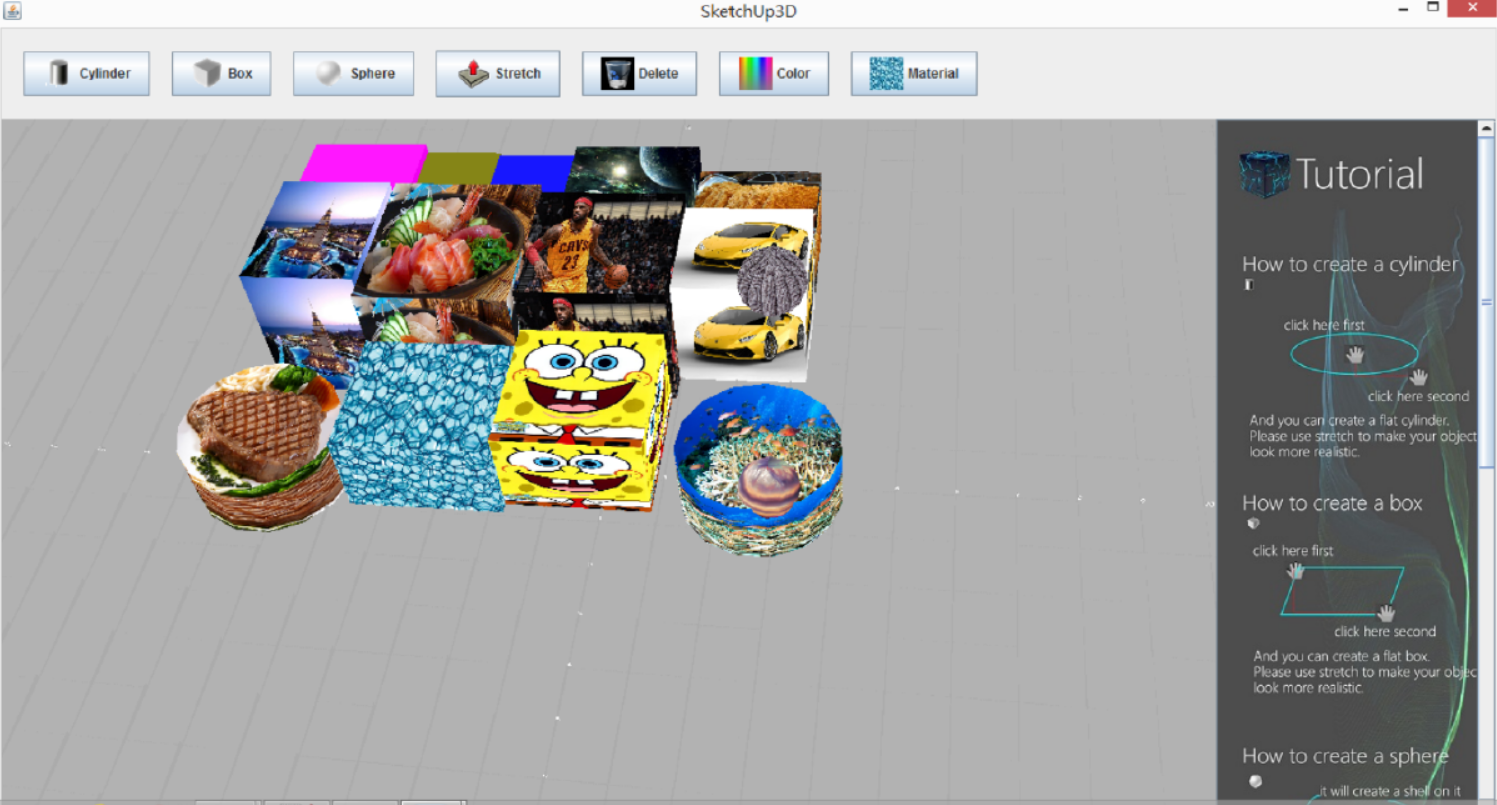 SketchUp3D
Cylinder
Box
Sphere
Stretch
Delete
Color
Material
CAVS
23
Tutorial
How to create a cylinder
click here first
click here second
And you can create a flat cylinder.
Please use stretch to make your object
look more realistic.
How to create a box
click here first
click here second
And you can create a flat box.
Please use stretch to make your objec
look more realistic.
How to create a sphere
it will create a shell on it